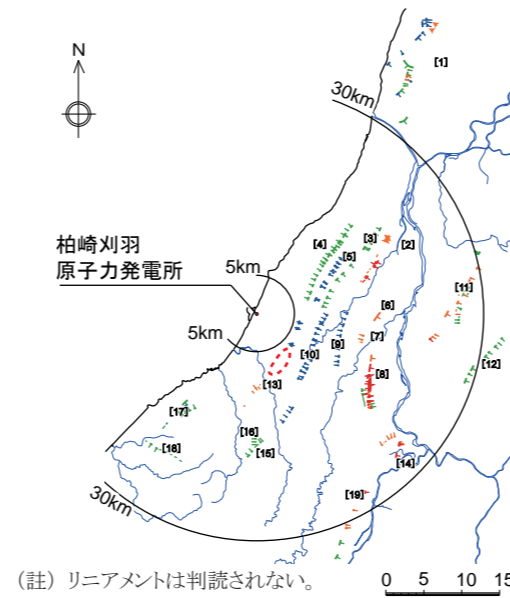 N
[1]
30km
[3]
[2]
[4]
[5]
柏崎刈羽
原子力発電所
5km
[11]
[6]
5km
[7]
[9]
[10]
[12]
[8]
[13]
[17]
[16]
[18]
[15]
[14]
30km
[19]
(註) リニアメントは判読されない。
0 5 10 15